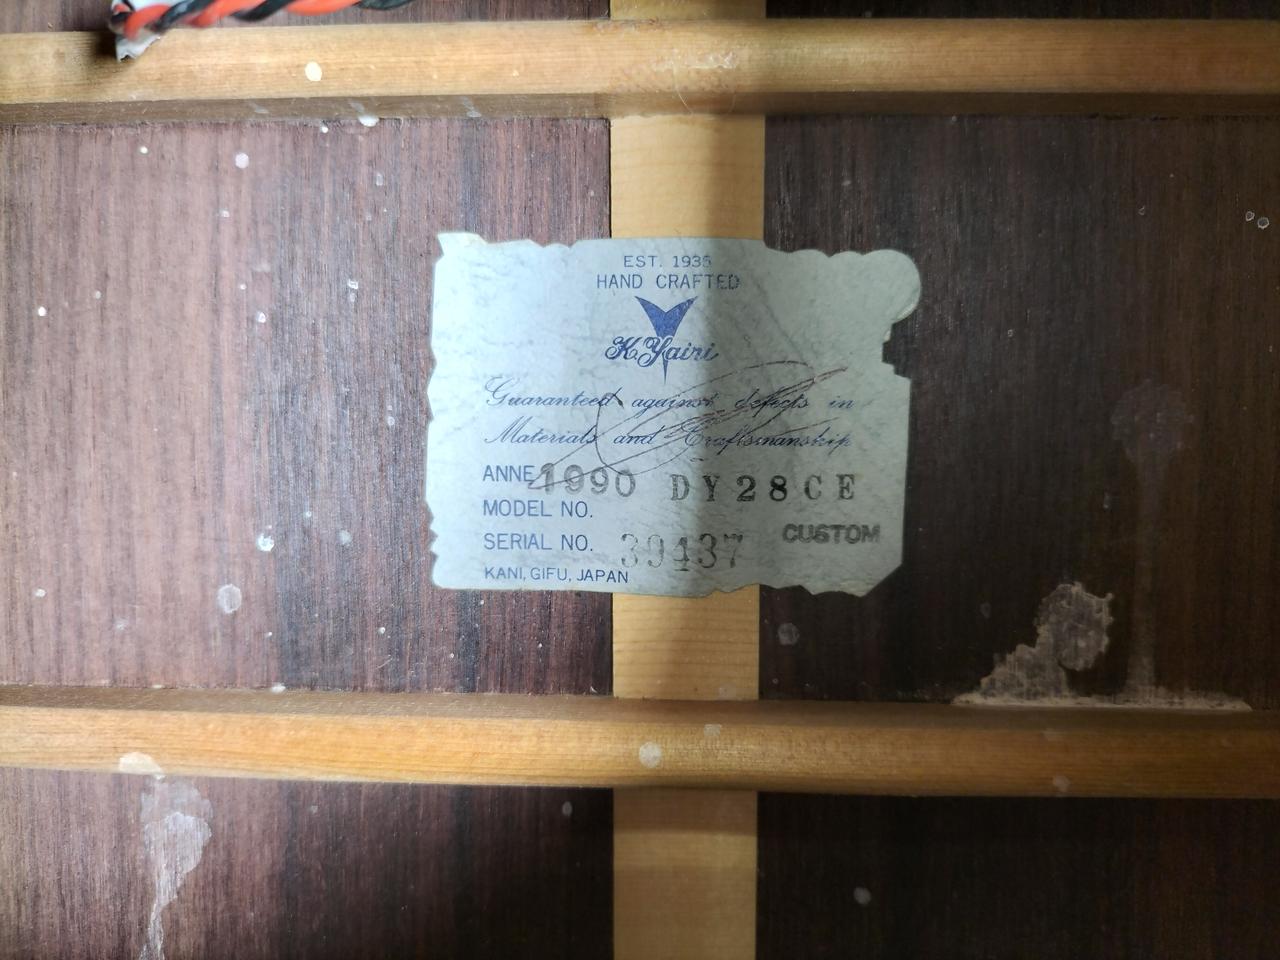 EST. 1935
HAND CRAFTED
K.Yairi
Guaranteed against defects in
Materials and Craftsmanship
ANNE 1990 DY28CE
MODEL NO.
CUSTOM
SERIAL NO. 39437
KANI, GIFU, JAPAN